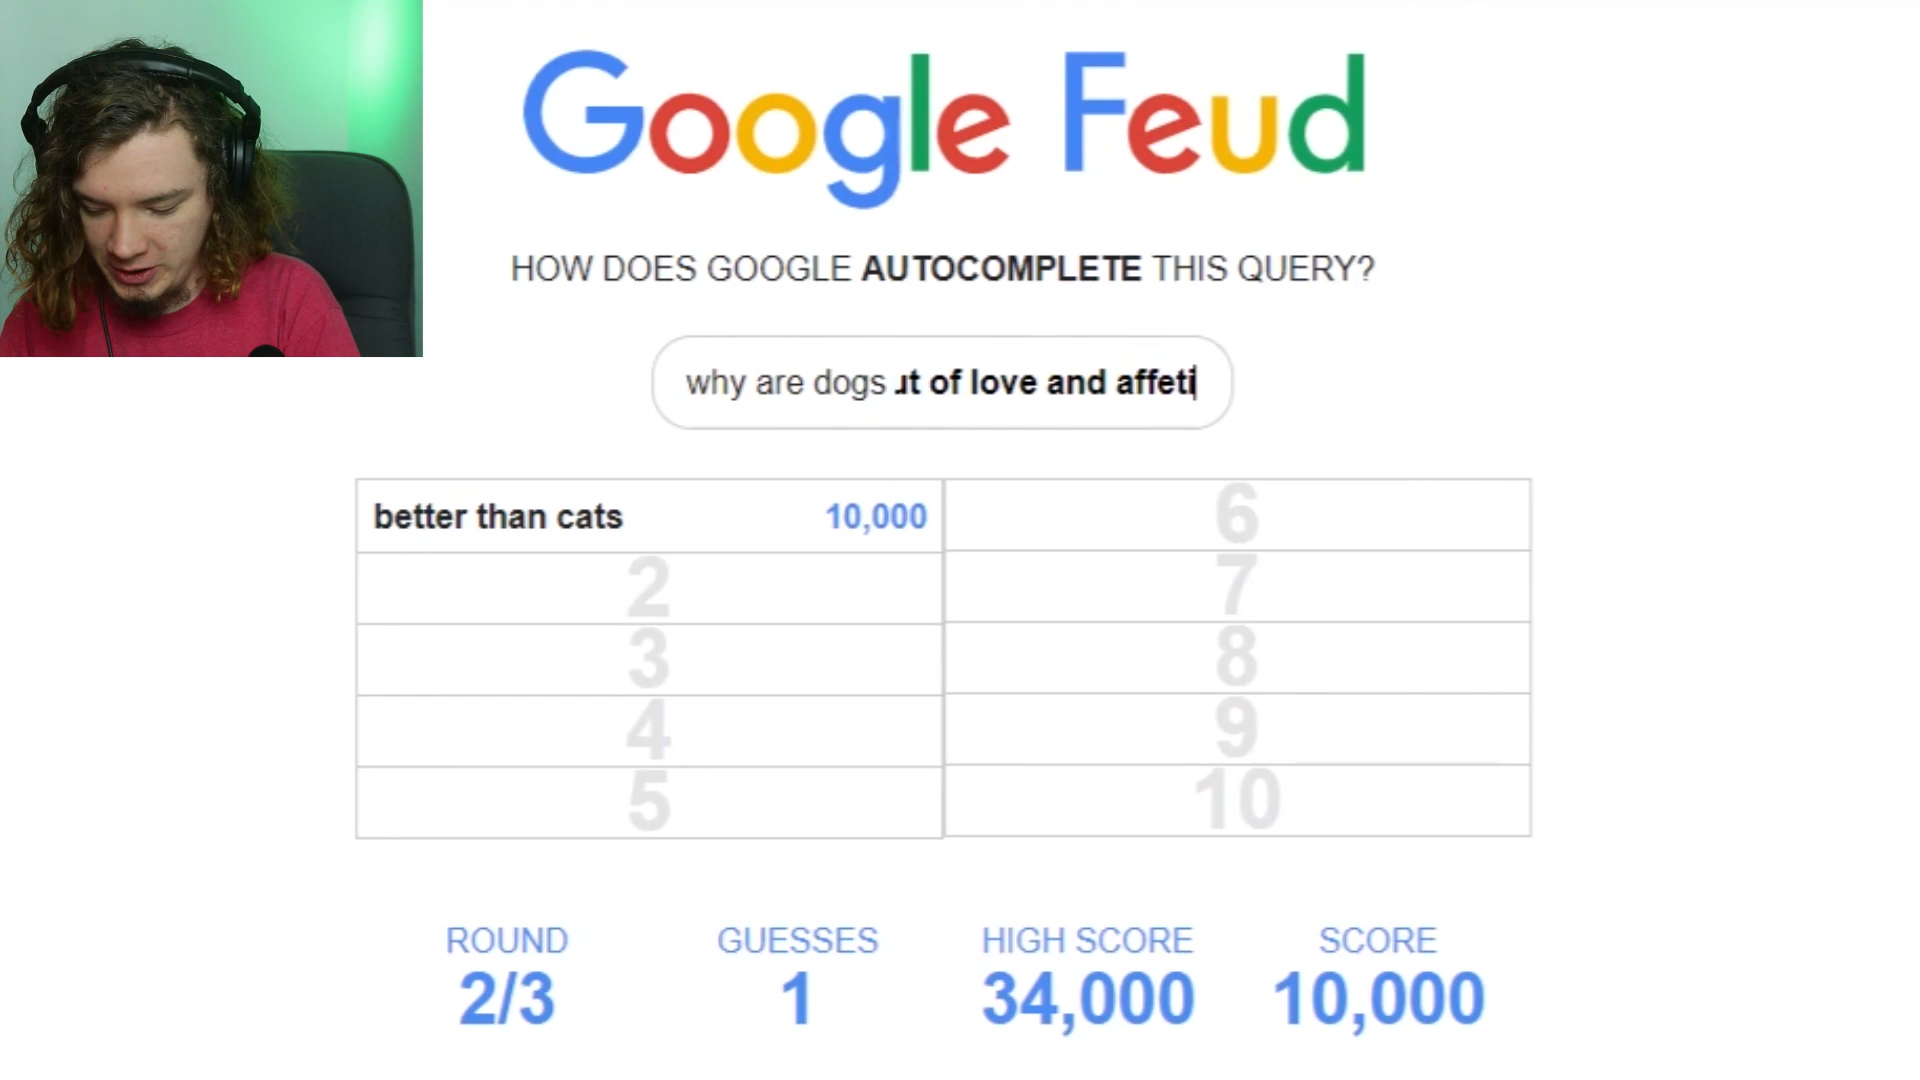 Google Feud
HOW DOES GOOGLE AUTOCOMPLETE THIS QUERY?
why are dogs ut of love and affeti
better than cats 10,000
2
3
4
5
6
7
8
9
10
ROUND GUESSES HIGH SCORE SCORE
2/3 1 34,000 10,000